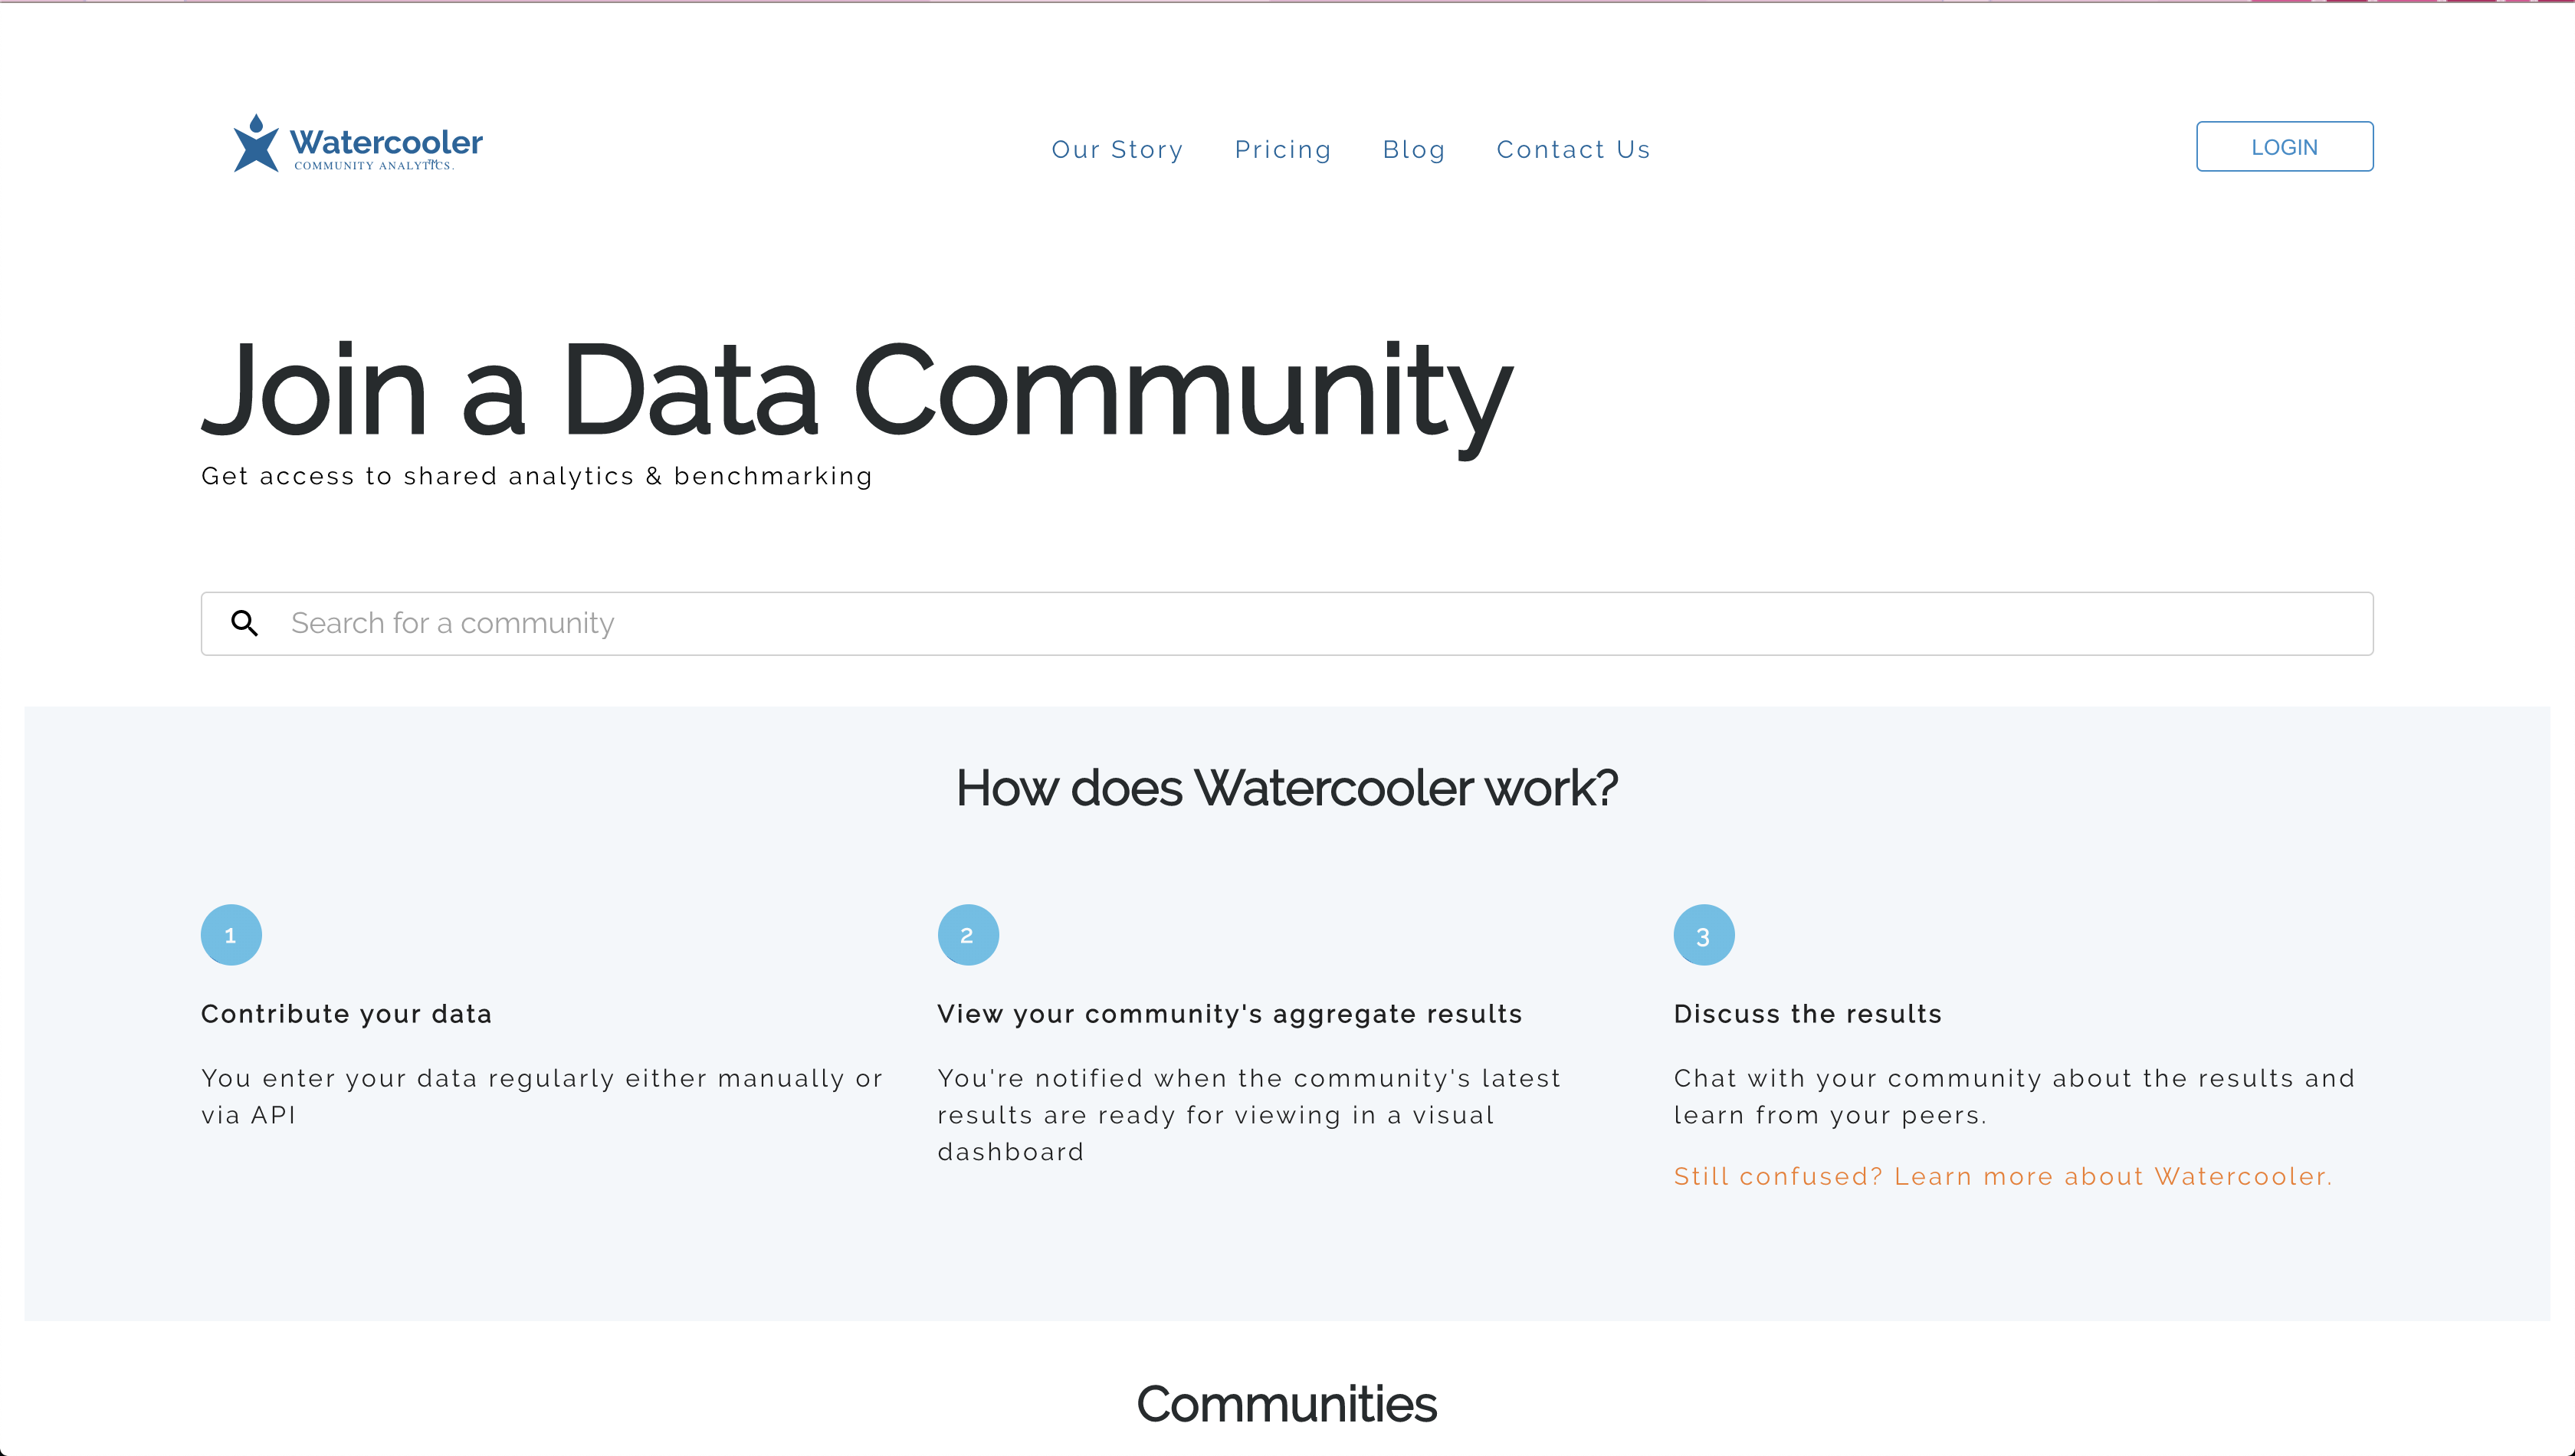 Watercooler
COMMUNITY ANALYTICS.
TM
Our Story
Pricing
Blog
Contact Us
LOGIN
Join a Data Community
Get access to shared analytics & benchmarking
Search for a community
How does Watercooler work?
1
Contribute your data
You enter your data regularly either manually or
via API
2
View your community's aggregate results
You're notified when the community's latest
results are ready for viewing in a visual
dashboard
3
Discuss the results
Chat with your community about the results and
learn from your peers.
Still confused? Learn more about Watercooler.
Communities